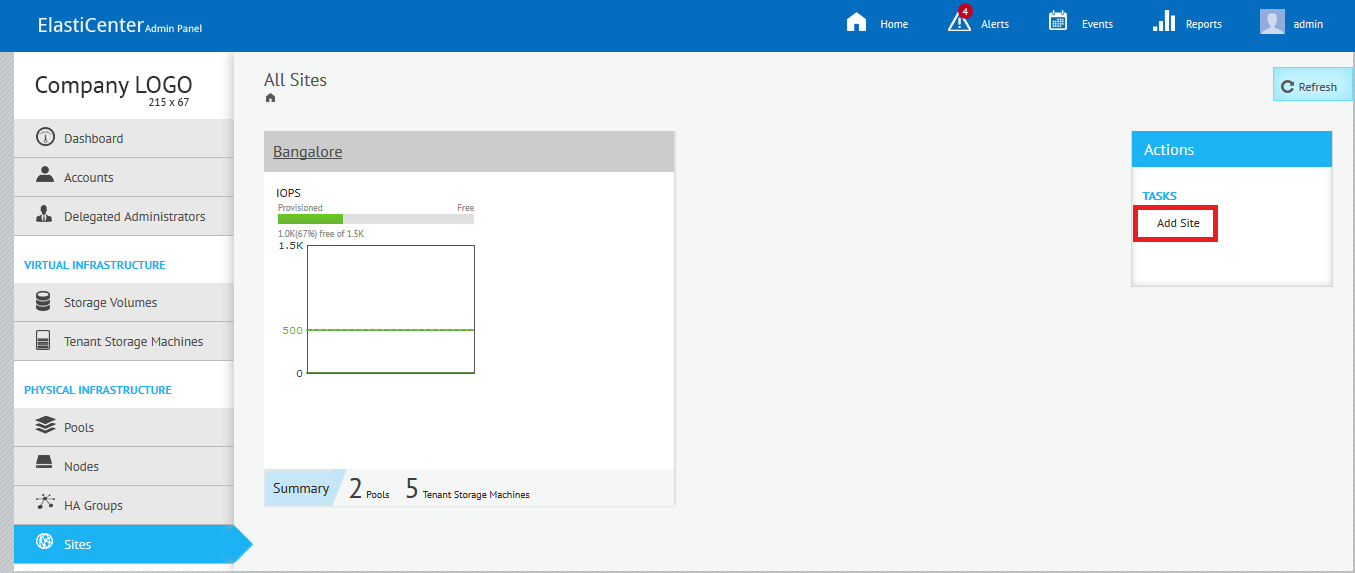 ElastiCenter Admin Panel
Home
4
Alerts
Events
Reports
admin
Company LOGO
215 x 67
Dashboard
Accounts
Delegated Administrators
VIRTUAL INFRASTRUCTURE
Storage Volumes
Tenant Storage Machines
PHYSICAL INFRASTRUCTURE
Pools
Nodes
HA Groups
Sites
All Sites
Refresh
Bangalore
IOPS
Provisioned Free
1.0K(67%) free of 1.5K
1.5K
500
0
Summary 2 Pools 5 Tenant Storage Machines
Actions
TASKS
Add Site